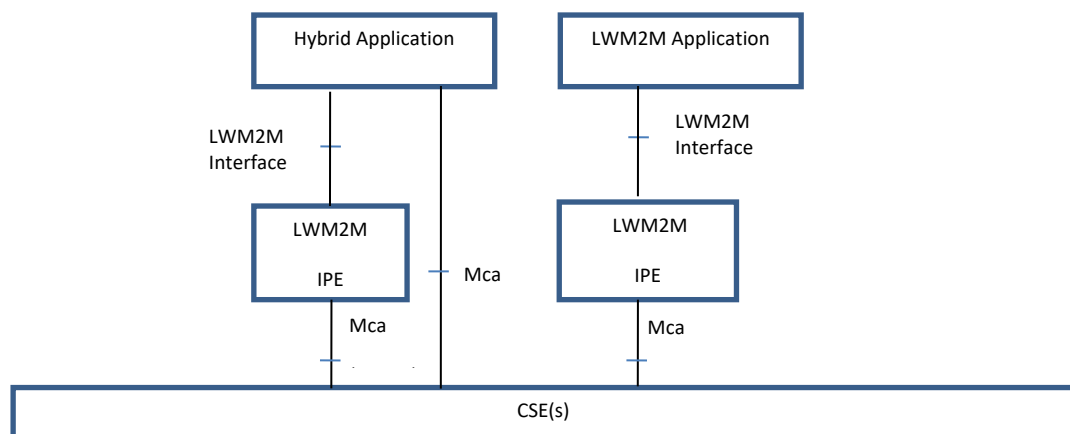 Hybrid Application
LWM2M Application
LWM2M
Interface
LWM2M
Interface
LWM2M
IPE
Mca
LWM2M
IPE
Mca
Mca
CSE(s)